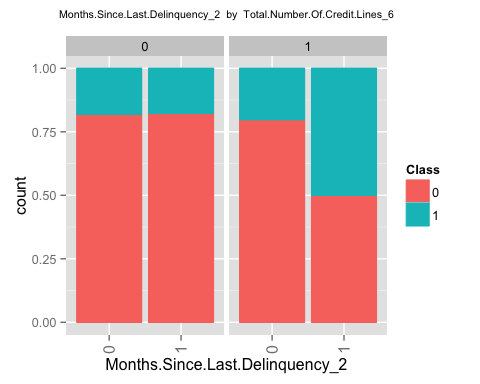 Months.Since.Last.Delinquency_2 by Total.Number.Of.Credit.Lines_6
0 1
1.00
0.75
0.50
0.25
0.00
count
Class
0
1
0 1 0 1
Months.Since.Last.Delinquency_2